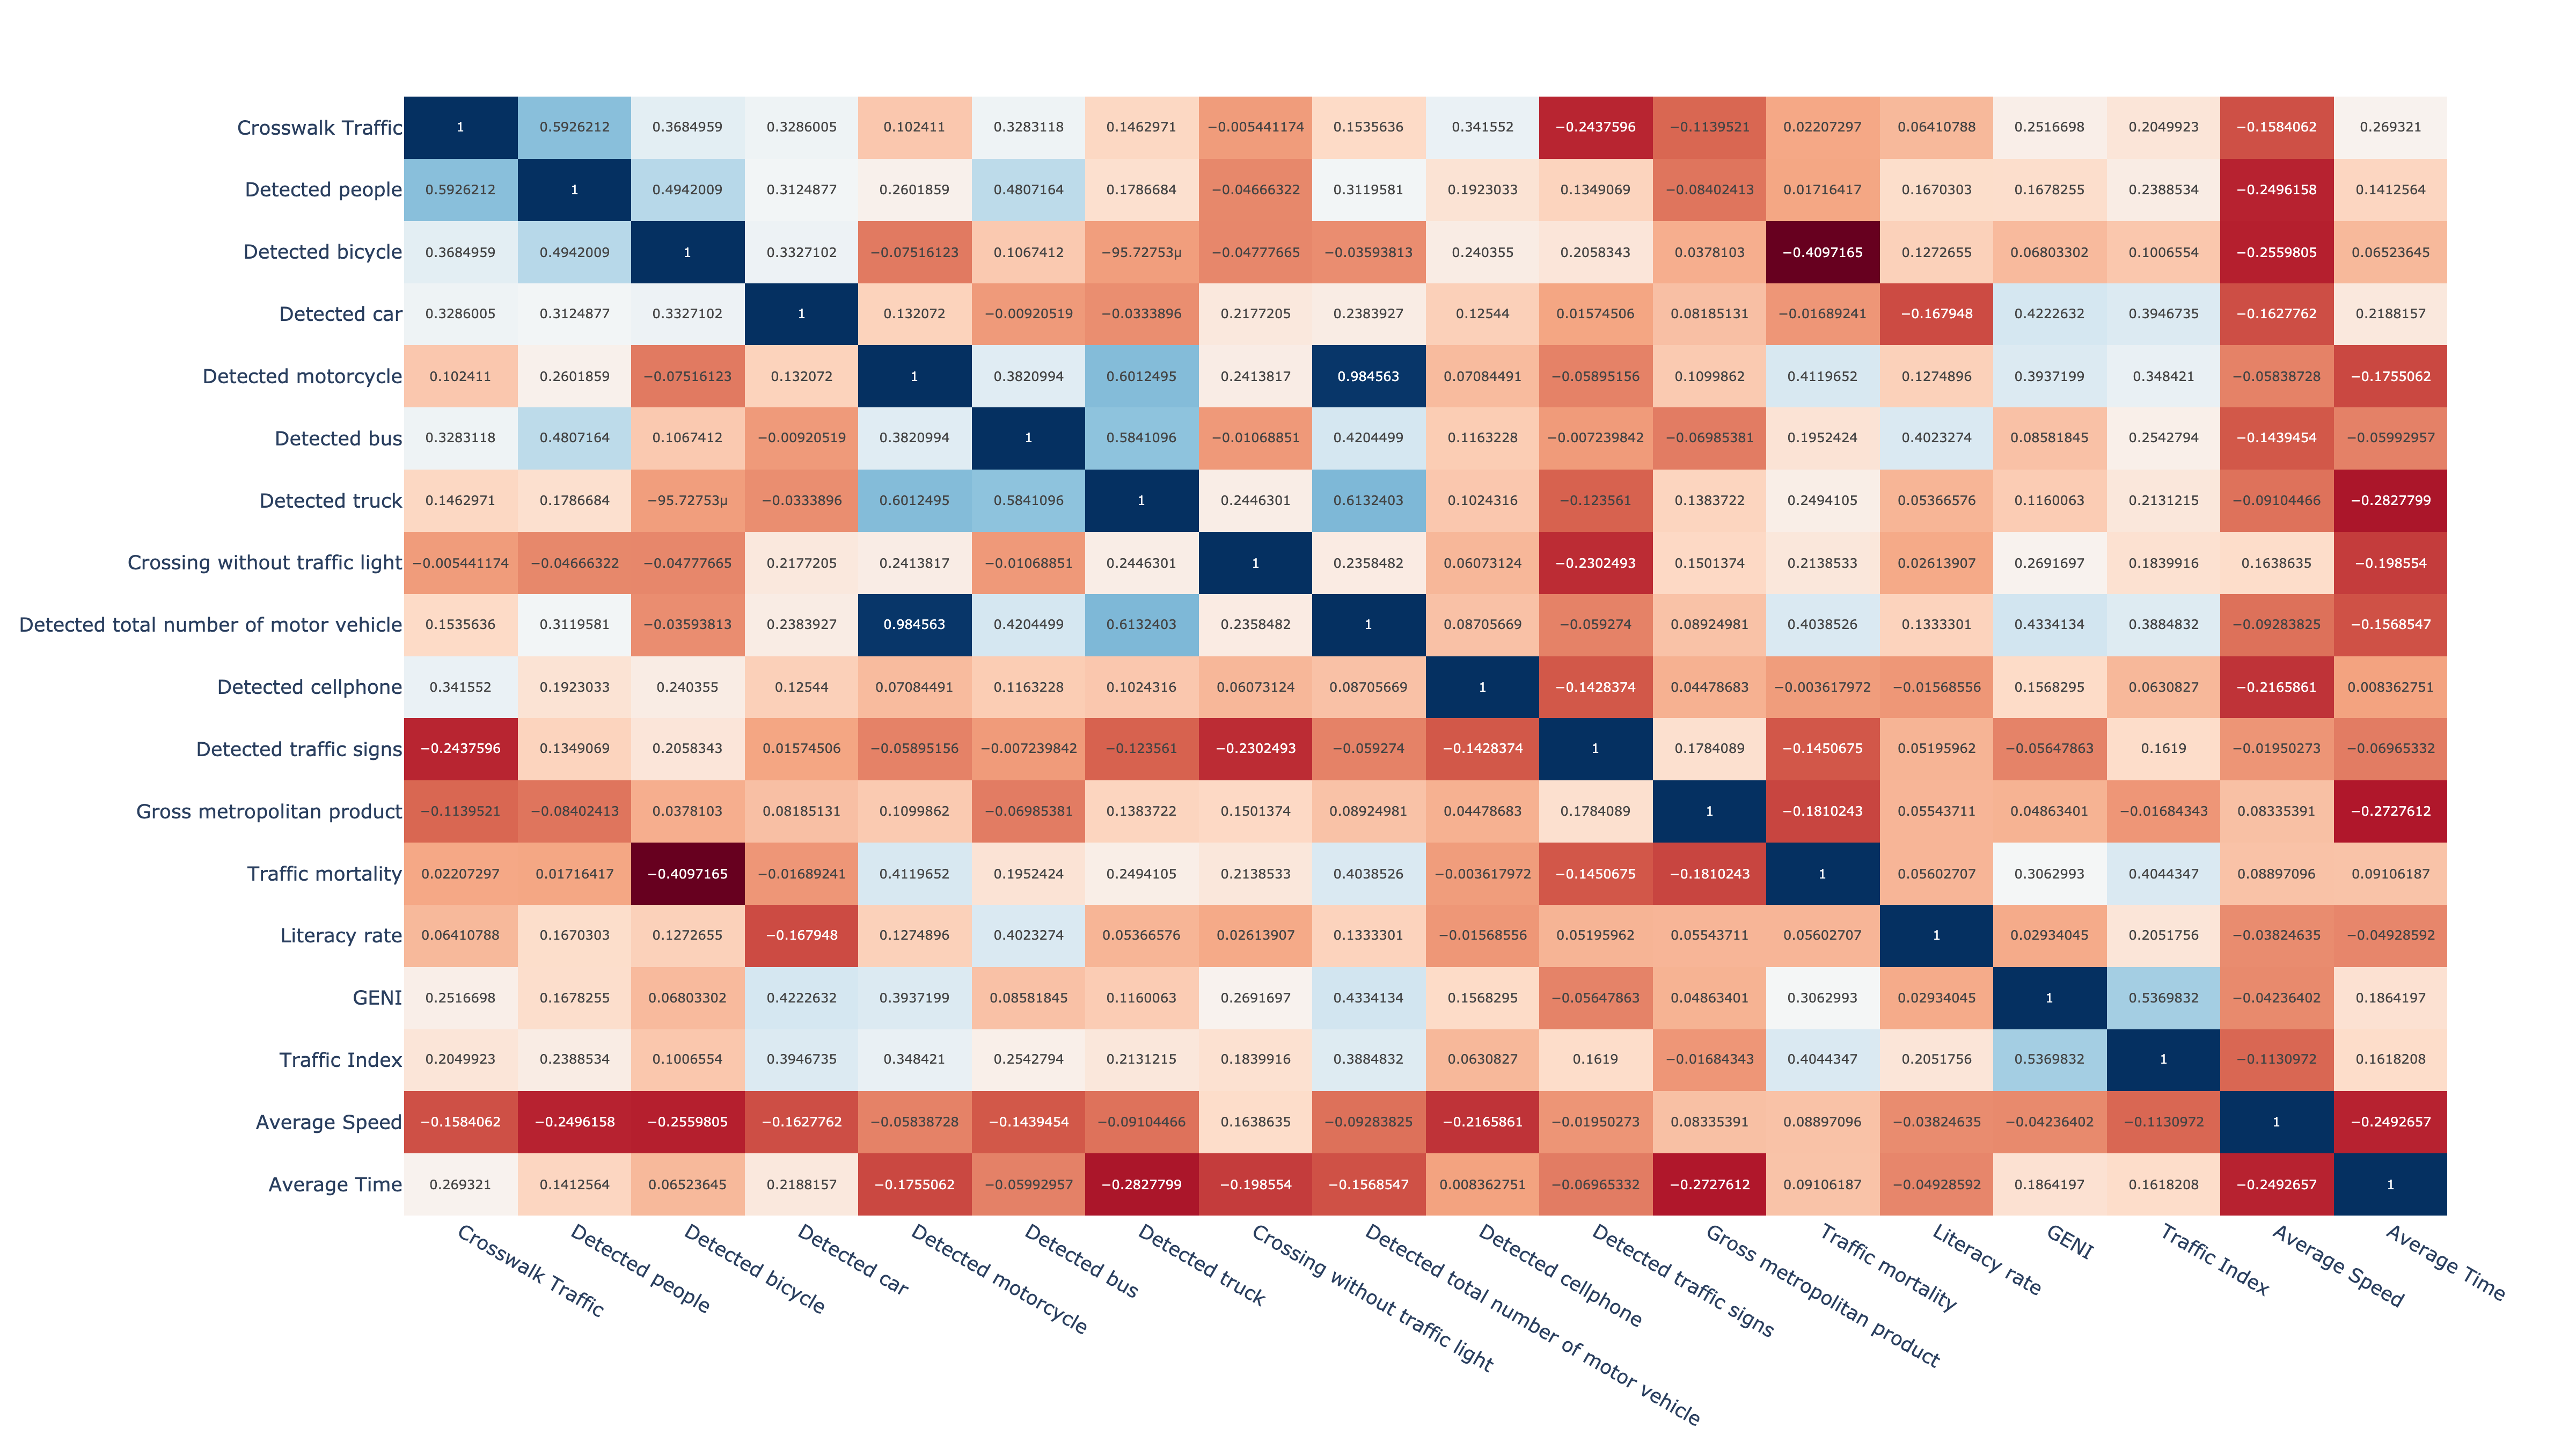 Crosswalk Traffic 1 0.5926212 0.3684959 0.3286005 0.102411 0.3283118 0.1462971 −0.005441174 0.1535636 0.341552 −0.2437596 −0.1139521 0.02207297 0.06410788 0.2516698 0.2049923 −0.1584062 0.269321
Detected people 0.5926212 1 0.4942009 0.3124877 0.2601859 0.4807164 0.1786684 −0.04666322 0.3119581 0.1923033 0.1349069 −0.08402413 0.01716417 0.1670303 0.1678255 0.2388534 −0.2496158 0.1412564
Detected bicycle 0.3684959 0.4942009 1 0.3327102 −0.07516123 0.1067412 −95.72753μ −0.04777665 −0.03593813 0.240355 0.2058343 0.0378103 −0.4097165 0.1272655 0.06803302 0.1006554 −0.2559805 0.06523645
Detected car 0.3286005 0.3124877 0.3327102 1 0.132072 −0.00920519 −0.0333896 0.2177205 0.2383927 0.12544 0.01574506 0.08185131 −0.01689241 −0.167948 0.4222632 0.3946735 −0.1627762 0.2188157
Detected motorcycle 0.102411 0.2601859 −0.07516123 0.132072 1 0.3820994 0.6012495 0.2413817 0.984563 0.07084491 −0.05895156 0.1099862 0.4119652 0.1274896 0.3937199 0.348421 −0.05838728 −0.1755062
Detected bus 0.3283118 0.4807164 0.1067412 −0.00920519 0.3820994 1 0.5841096 −0.01068851 0.4204499 0.1163228 −0.007239842 −0.06985381 0.1952424 0.4023274 0.08581845 0.2542794 −0.1439454 −0.05992957
Detected truck 0.1462971 0.1786684 −95.72753μ −0.0333896 0.6012495 0.5841096 1 0.2446301 0.6132403 0.1024316 −0.123561 0.1383722 0.2494105 0.05366576 0.1160063 0.2131215 −0.09104466 −0.2827799
Crossing without traffic light −0.005441174 −0.04666322 −0.04777665 0.2177205 0.2413817 −0.01068851 0.2446301 1 0.2358482 0.06073124 −0.2302493 0.1501374 0.2138533 0.02613907 0.2691697 0.1839916 0.1638635 −0.198554
Detected total number of motor vehicle 0.1535636 0.3119581 −0.03593813 0.2383927 0.984563 0.4204499 0.6132403 0.2358482 1 0.08705669 −0.059274 0.08924981 0.4038526 0.1333301 0.4334134 0.3884832 −0.09283825 −0.1568547
Detected cellphone 0.341552 0.1923033 0.240355 0.12544 0.07084491 0.1163228 0.1024316 0.06073124 0.08705669 1 −0.1428374 0.04478683 −0.003617972 −0.01568556 0.1568295 0.0630827 −0.2165861 0.008362751
Detected traffic signs −0.2437596 0.1349069 0.2058343 0.01574506 −0.05895156 −0.007239842 −0.123561 −0.2302493 −0.059274 −0.1428374 1 0.1784089 −0.1450675 0.05195962 −0.05647863 0.1619 −0.01950273 −0.06965332
Gross metropolitan product −0.1139521 −0.08402413 0.0378103 0.08185131 0.1099862 −0.06985381 0.1383722 0.1501374 0.08924981 0.04478683 0.1784089 1 −0.1810243 0.05543711 0.04863401 −0.01684343 0.08335391 −0.2727612
Traffic mortality 0.02207297 0.01716417 −0.4097165 −0.01689241 0.4119652 0.1952424 0.2494105 0.2138533 0.4038526 −0.003617972 −0.1450675 −0.1810243 1 0.05602707 0.3062993 0.4044347 0.08897096 0.09106187
Literacy rate 0.06410788 0.1670303 0.1272655 −0.167948 0.1274896 0.4023274 0.05366576 0.02613907 0.1333301 −0.01568556 0.05195962 0.05543711 0.05602707 1 0.02934045 0.2051756 −0.03824635 −0.04928592
GENI 0.2516698 0.1678255 0.06803302 0.4222632 0.3937199 0.08581845 0.1160063 0.2691697 0.4334134 0.1568295 −0.05647863 0.04863401 0.3062993 0.02934045 1 0.5369832 −0.04236402 0.1864197
Traffic Index 0.2049923 0.2388534 0.1006554 0.3946735 0.348421 0.2542794 0.2131215 0.1839916 0.3884832 0.0630827 0.1619 −0.01684343 0.4044347 0.2051756 0.5369832 1 −0.1130972 0.1618208
Average Speed −0.1584062 −0.2496158 −0.2559805 −0.1627762 −0.05838728 −0.1439454 −0.09104466 0.1638635 −0.09283825 −0.2165861 −0.01950273 0.08335391 0.08897096 −0.03824635 −0.04236402 −0.1130972 1 −0.2492657
Average Time 0.269321 0.1412564 0.06523645 0.2188157 −0.1755062 −0.05992957 −0.2827799 −0.198554 −0.1568547 0.008362751 −0.06965332 −0.2727612 0.09106187 −0.04928592 0.1864197 0.1618208 −0.2492657 1
Crosswalk Traffic
Detected people
Detected bicycle
Detected car
Detected motorcycle
Detected bus
Detected truck
Crossing without traffic light
Detected total number of motor vehicle
Detected cellphone
Detected traffic signs
Gross metropolitan product
Traffic mortality
Literacy rate
GENI
Traffic Index
Average Speed
Average Time